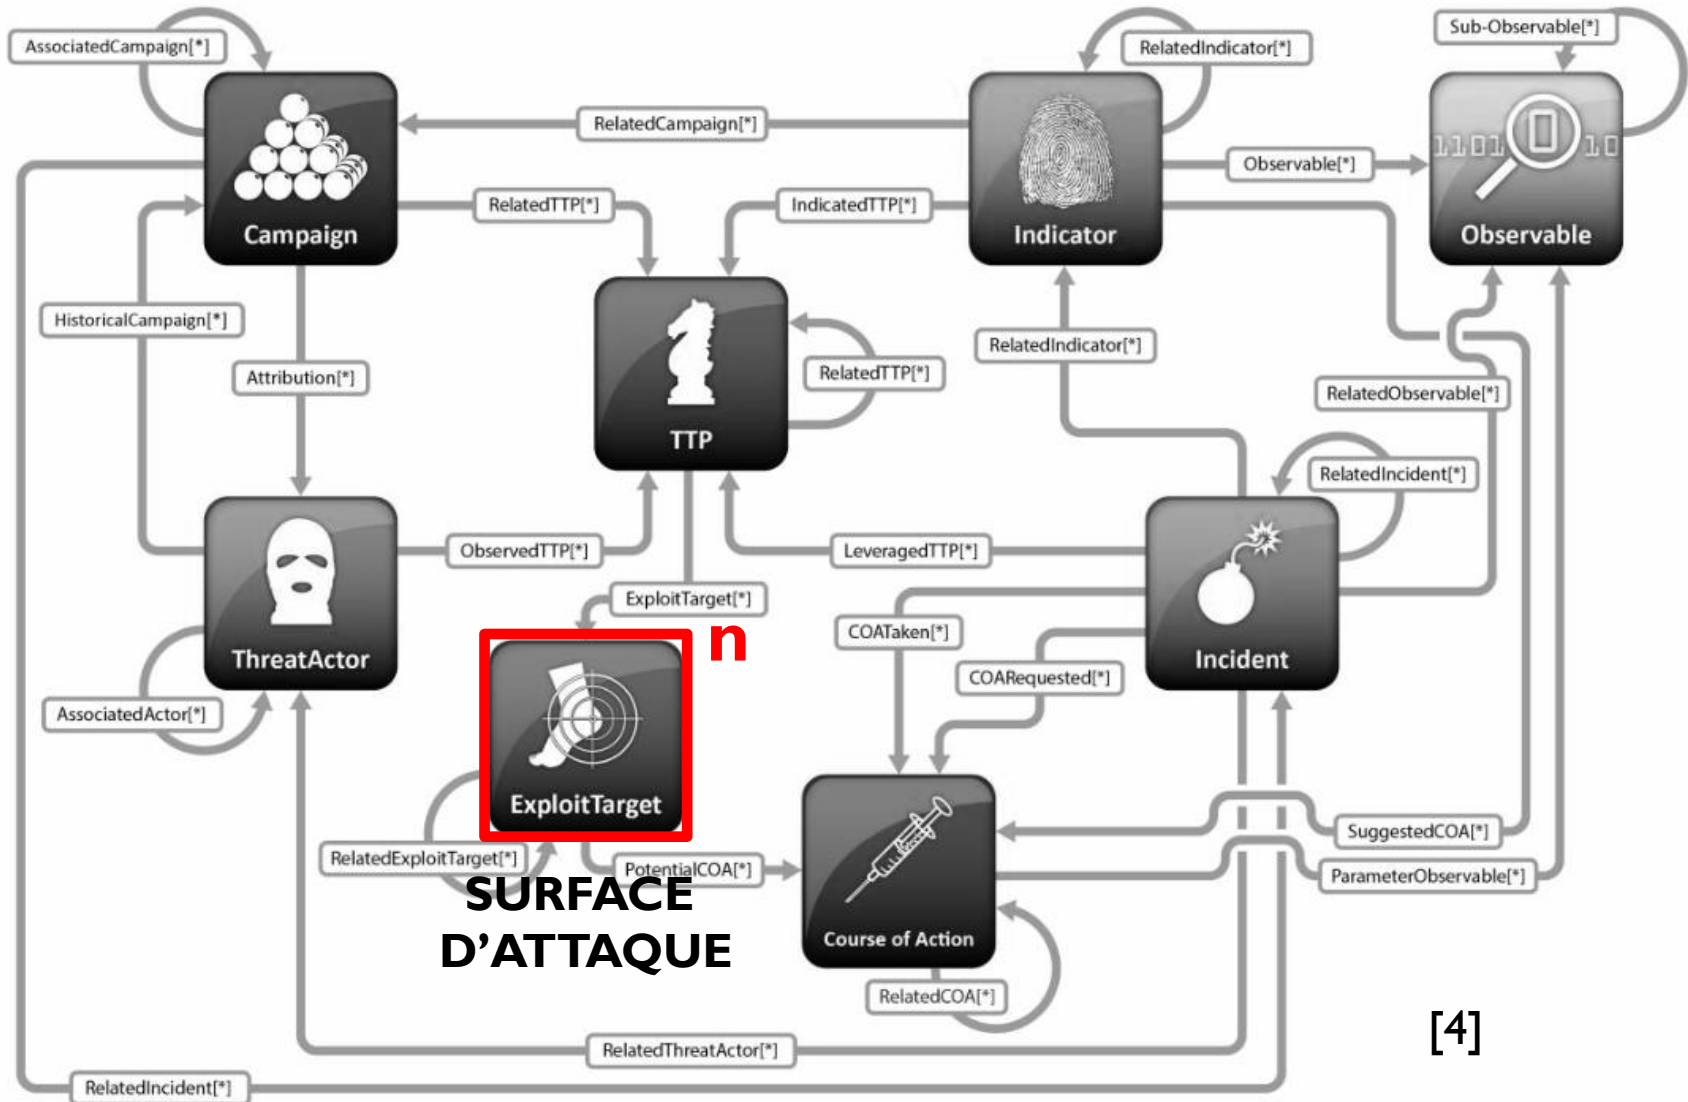 Sub-Observable[*]
AssociatedCampaign[*]
RelatedIndicator[*]
RelatedCampaign[*]
1101 0 10
Observable[*]
RelatedTTP[*]
IndicatedTTP[*]
Campaign
Indicator
Observable
HistoricalCampaign[*]
RelatedIndicator[*]
Attribution[*]
RelatedTTP[*]
RelatedObservable[*]
TTP
RelatedIncident[*]
ObservedTTP[*]
LeveragedTTP[*]
ExploitTarget[*]
n
COATaken[*]
ThreatActor
Incident
COARequested[*]
AssociatedActor[*]
ExploitTarget
SuggestedCOA[*]
RelatedExploitTarget[*]
PotentialCOA[*]
ParameterObservable[*]
SURFACE
D’ATTAQUE
Course of Action
RelatedCOA[*]
[4]
RelatedThreatActor[*]
RelatedIncident[*]